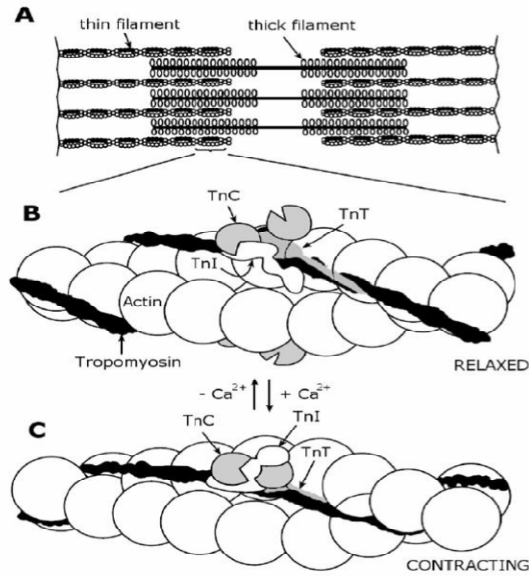 A
thin filament
thick filament
B
TnC
TnT
TnI
Actin
Tropomyosin
RELAXED
- Ca2+ + Ca2+
C
TnC
TnI
TnT
CONTRACTING